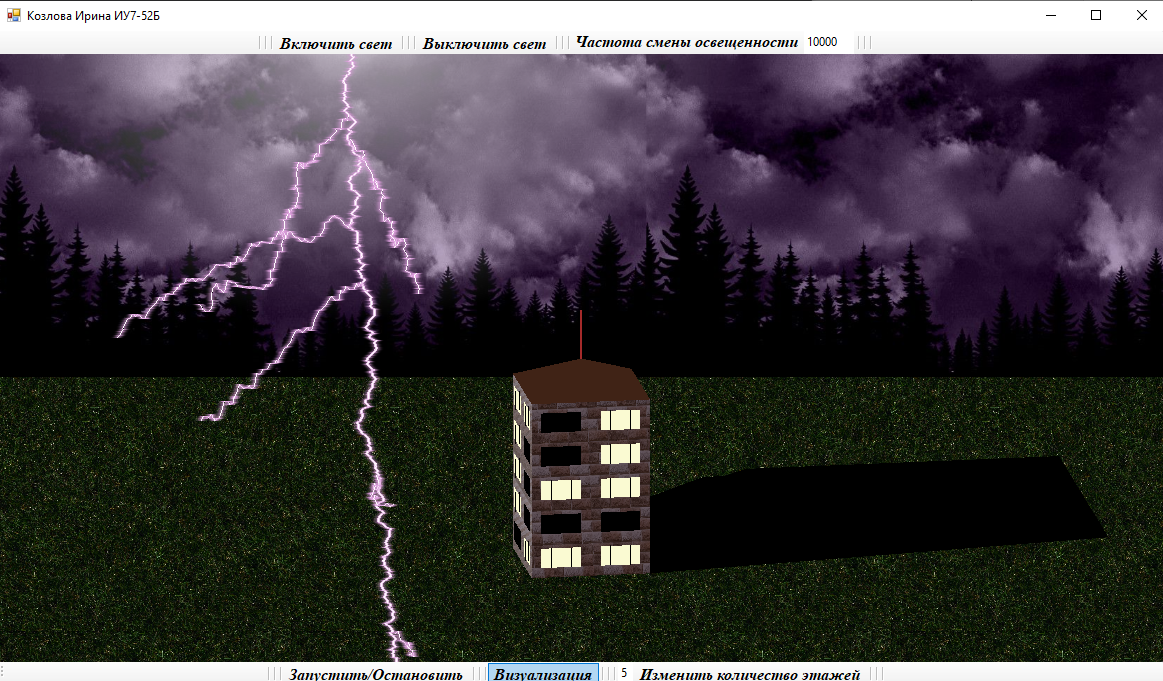 Козлова Ирина ИУ7-52Б
Включить свет Выключить свет Частота смены освещенности 10000
Запустить/Остановить Визуализация 5 Изменить количество этажей